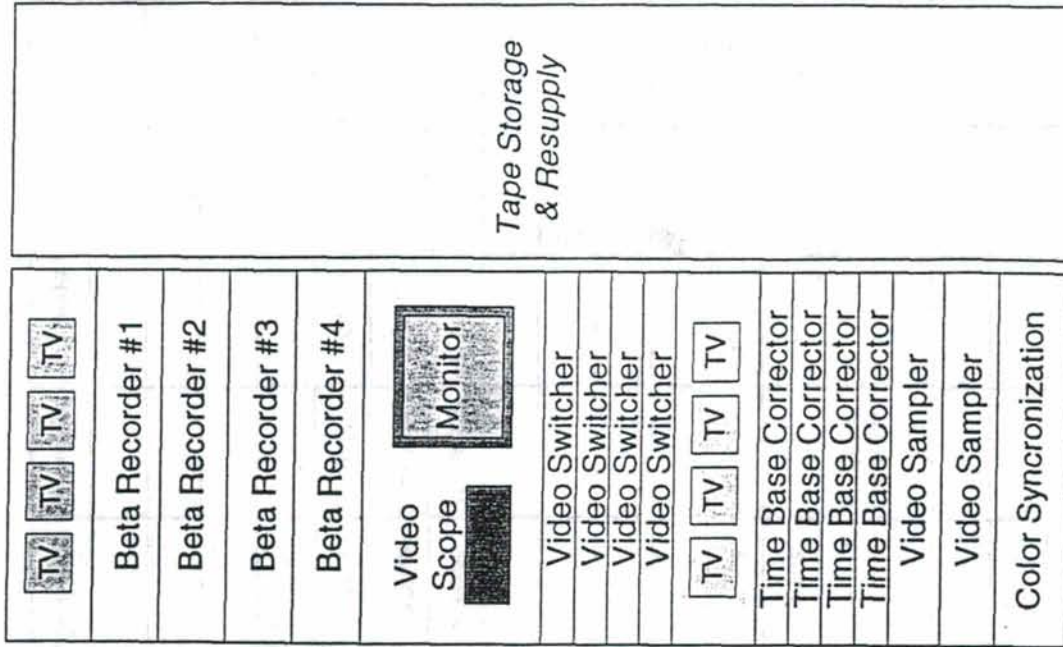 TV TV TV TV
Beta Recorder #1
Beta Recorder #2
Beta Recorder #3
Beta Recorder #4
Video
Scope
Monitor
Video Switcher
Video Switcher
Video Switcher
Video Switcher
TV TV TV TV
Time Base Corrector
Time Base Corrector
Time Base Corrector
Time Base Corrector
Video Sampler
Video Sampler
Color Syncronization
Tape Storage
& Resupply